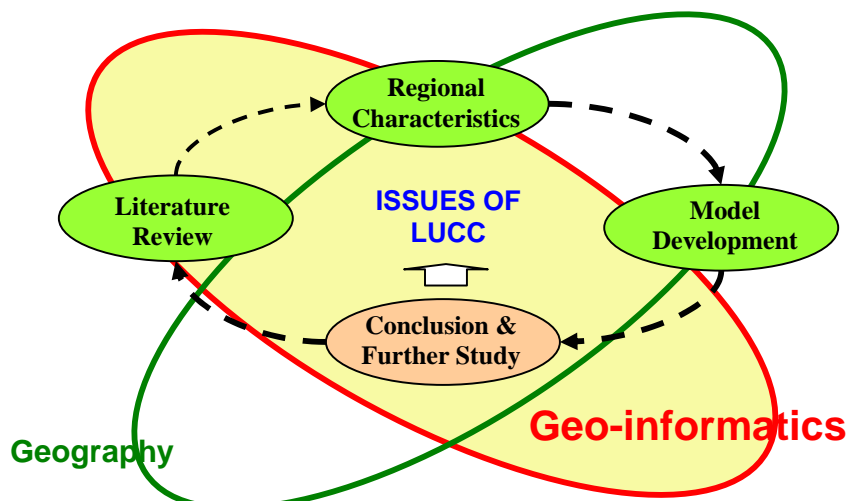 Regional
Characteristics
Literature
Review
ISSUES OF
LUCC
Model
Development
Conclusion &
Further Study
Geo-informatics
Geography